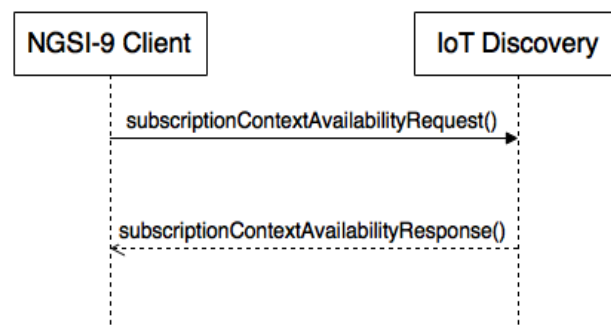 NGSI-9 Client
IoT Discovery
subscriptionContextAvailabilityRequest()
subscriptionContextAvailabilityResponse()